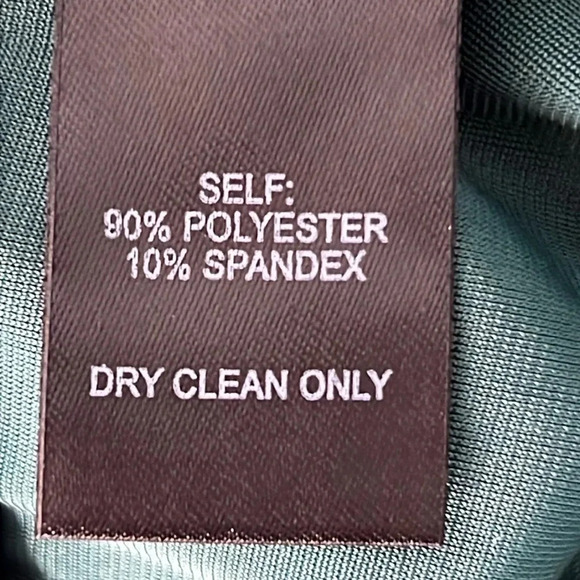 SELF:
90% POLYESTER
10% SPANDEX
DRY CLEAN ONLY